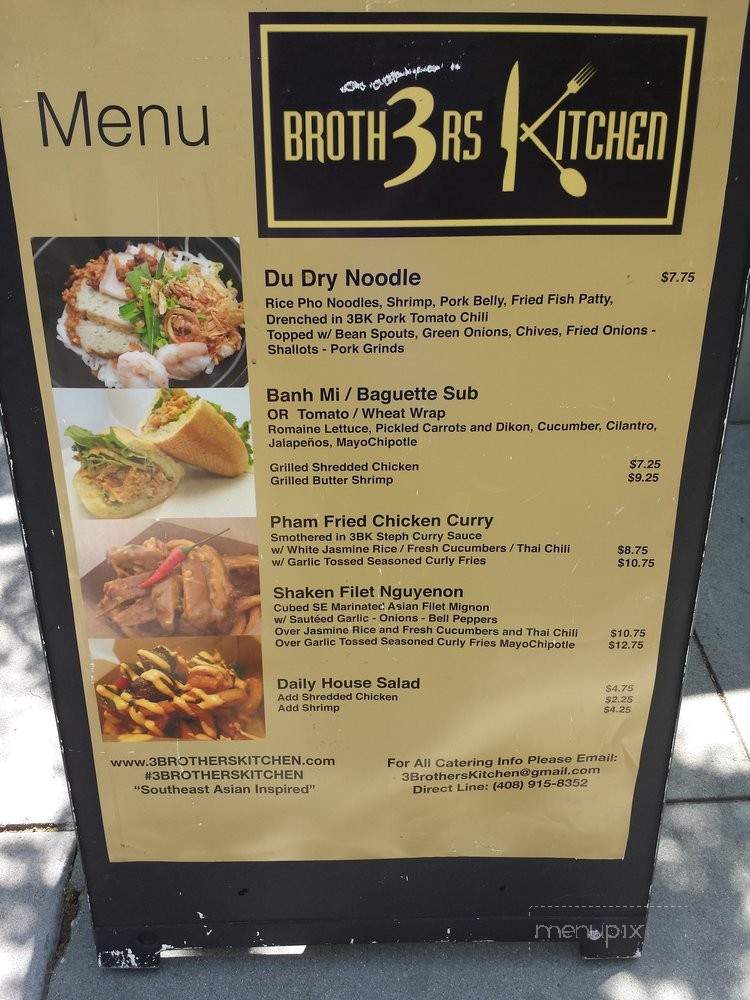 Menu
BROTH3RS KITCHEN
Du Dry Noodle $7.75
Rice Pho Noodles, Shrimp, Pork Belly, Fried Fish Patty,
Drenched in 3BK Pork Tomato Chili
Topped w/ Bean Spouts, Green Onions, Chives, Fried Onions -
Shallots - Pork Grinds
Banh Mi / Baguette Sub
OR Tomato / Wheat Wrap
Romaine Lettuce, Pickled Carrots and Dikon, Cucumber, Cilantro,
Jalapeños, MayoChipotle
Grilled Shredded Chicken $7.25
Grilled Butter Shrimp $9.25
Pham Fried Chicken Curry
Smothered in 3BK Steph Curry Sauce
w/ White Jasmine Rice / Fresh Cucumbers / Thai Chili $8.75
w/ Garlic Tossed Seasoned Curly Fries $10.75
Shaken Filet Nguyenon
Cubed SE Marinated Asian Filet Mignon
w/ Sautéed Garlic - Onions - Bell Peppers
Over Jasmine Rice and Fresh Cucumbers and Thai Chili $10.75
Over Garlic Tossed Seasoned Curly Fries MayoChipotle $12.75
Daily House Salad $4.75
Add Shredded Chicken $2.25
Add Shrimp $4.25
www.3BROTHERSKITCHEN.com
#3BROTHERSKITCHEN
"Southeast Asian Inspired"
For All Catering Info Please Email:
3BrothersKitchen@gmail.com
Direct Line: (408) 915-8352
menupix